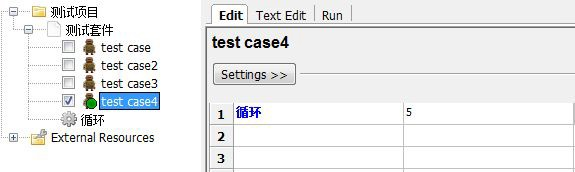 测试项目
测试套件
test case
test case2
test case3
test case4
循环
External Resources
Edit
Text Edit
Run
test case4
Settings >>
1 循环 5
2
3